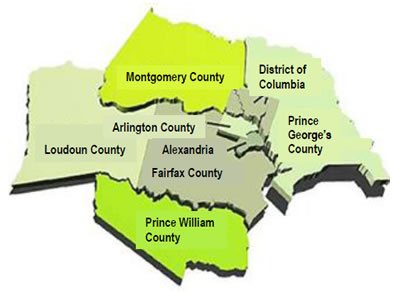 Montgomery County
District of
Columbia
Arlington County
Prince
George's
County
Loudoun County
Alexandria
Fairfax County
Prince William
County